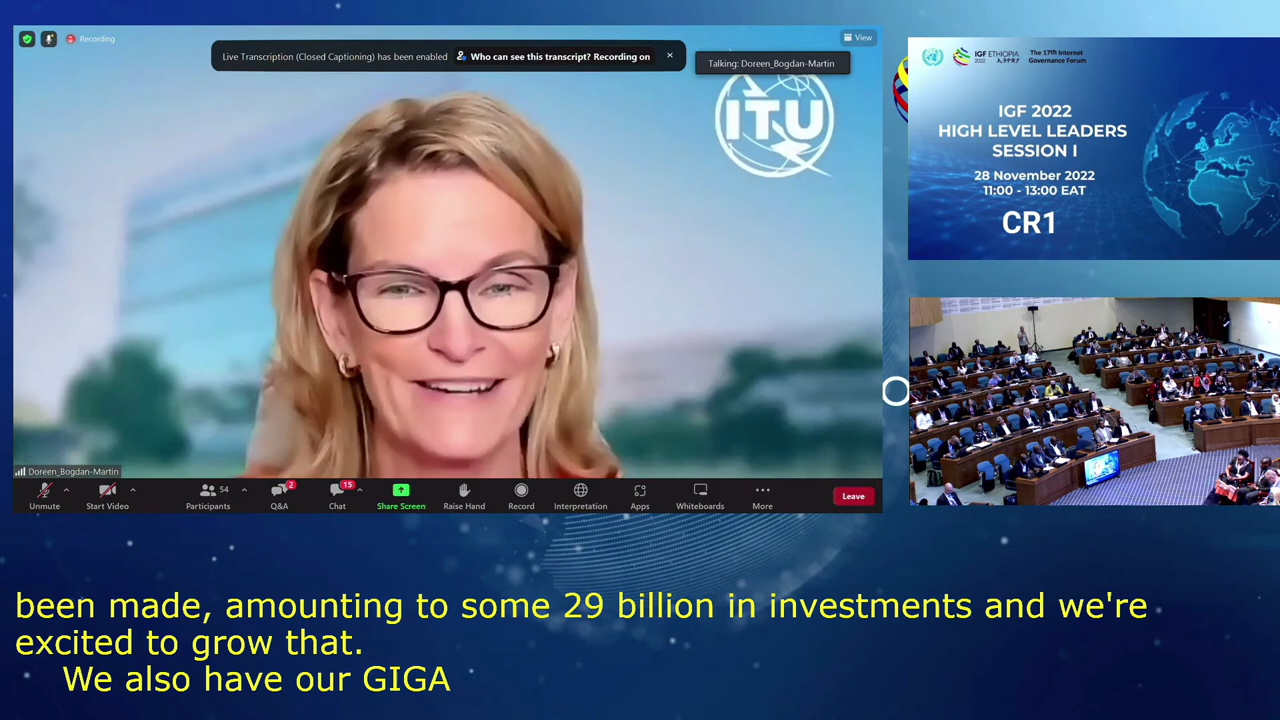 Recording
Live Transcription (Closed Captioning) has been enabled
Who can see this transcript? Recording on
View
Talking: Doreen_Bogdan-Martin
ITU
Doreen_Bogdan-Martin
54
2
15
Unmute
Start Video
Participants
Q&A
Chat
Share Screen
Raise Hand
Record
Interpretation
Apps
Whiteboards
More
Leave
IGF ETHIOPIA
2022 ኢትዮጵያ
The 17th Internet
Governance Forum
IGF 2022
HIGH LEVEL LEADERS
SESSION I
28 November 2022
11:00 - 13:00 EAT
CR1
been made, amounting to some 29 billion in investments and we're
excited to grow that.
We also have our GIGA